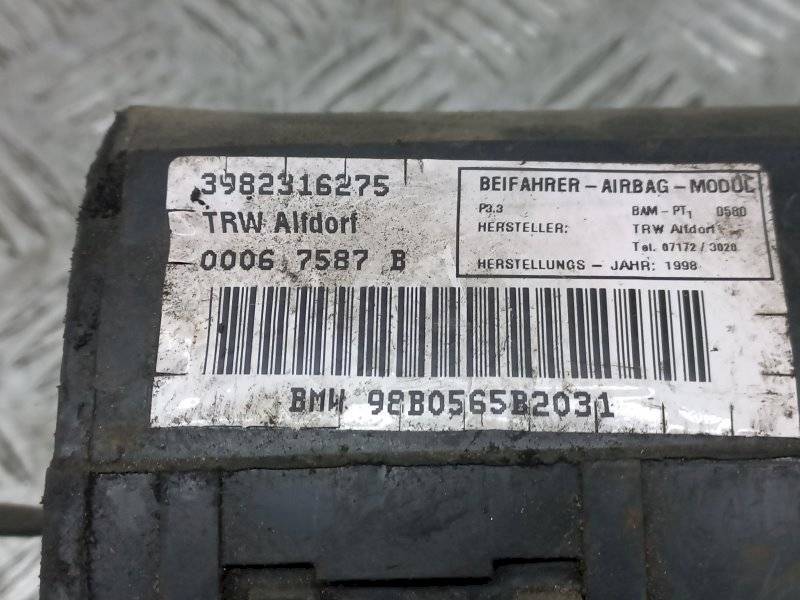 3982316275
TRW Alfdorf
0006 7587 B
BEIFAHRER - AIRBAG - MODUL
P3.3 BAM - PT1 0580
HERSTELLER: TRW Alfdorf
Tel. 07172 / 3020
HERSTELLUNGS - JAHR: 1998
BMW 98B0565B2031